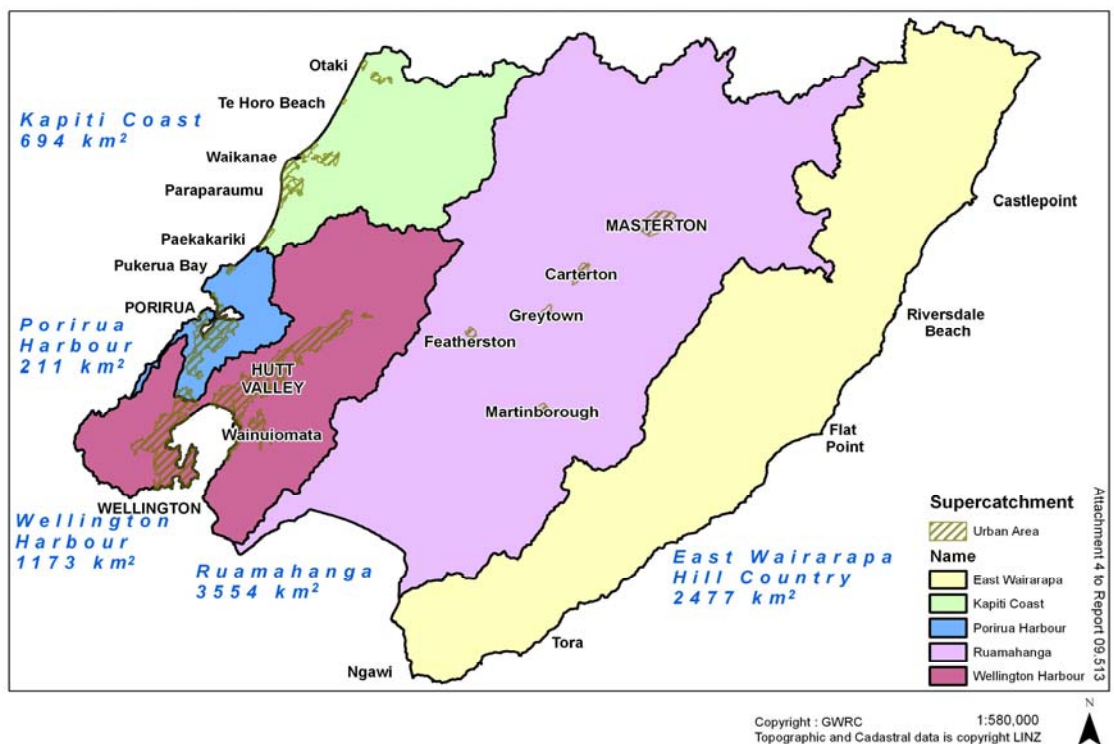 Otaki
Te Horo Beach
Kapiti Coast
694 km²
Waikanae
Paraparaumu
Paekakariki
Pukerua Bay
PORIRUA
Porirua
Harbour
211 km²
HUTT
VALLEY
Wainuiomata
WELLINGTON
Wellington
Harbour
1173 km²
Ruamahanga
3554 km²
MASTERTON
Carterton
Greytown
Featherston
Martinborough
Castlepoint
Riversdale
Beach
Flat
Point
East Wairarapa
Hill Country
2477 km²
Tora
Ngawi
Supercatchment
Urban Area
Name
East Wairarapa
Kapiti Coast
Porirua Harbour
Ruamahanga
Wellington Harbour
Attachment 4 to Report 09.513
N
Copyright : GWRC 1:580,000
Topographic and Cadastral data is copyright LINZ